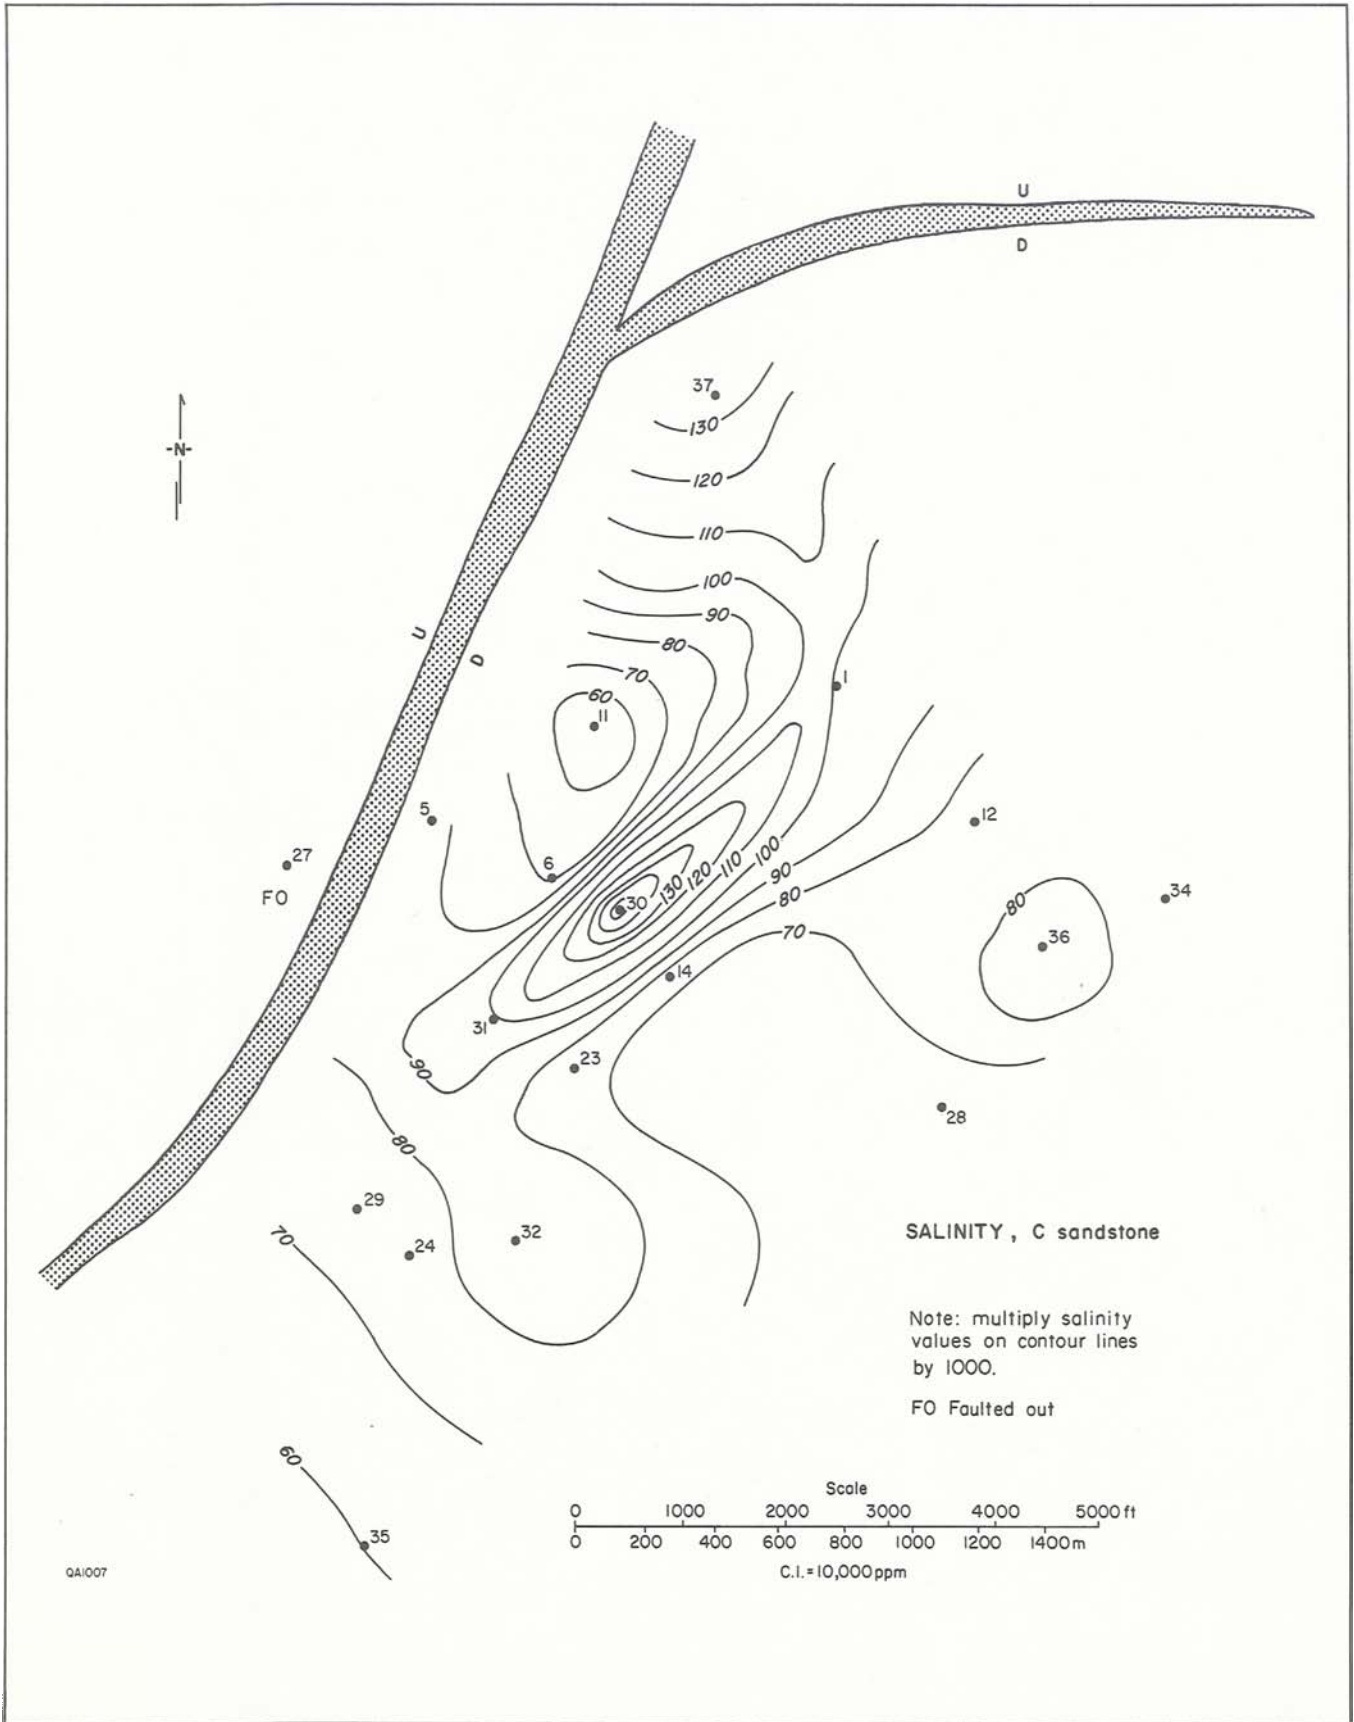 U
D
37
130
-N-
120
110
100
90
U
80
D
70
60
1
11
5
12
6
27
100
110
120
130
90
34
FO
80
80
30
70
36
14
31
23
90
28
80
29
70
32
SALINITY, C sandstone
24
Note: multiply salinity
values on contour lines
by 1000.
FO Faulted out
60
Scale
0 1000 2000 3000 4000 5000 ft
35
0 200 400 600 800 1000 1200 1400 m
QA1007
C.I. = 10,000 ppm